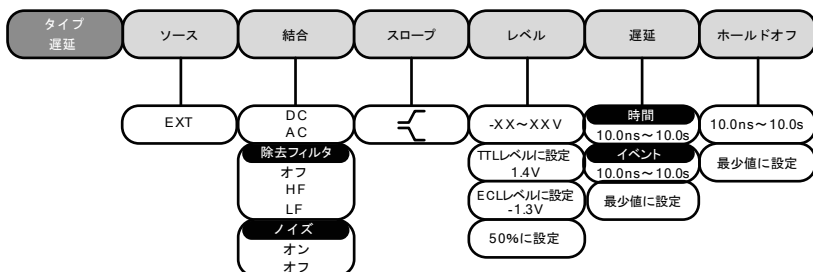 タイプ
遅延
ソース
結合
スロープ
レベル
遅延
ホールドオフ
EXT
DC
AC
除去フィルタ
オフ
HF
LF
ノイズ
オン
オフ
-XX～XXV
TTLレベルに設定
1.4V
ECLレベルに設定
-1.3V
50%に設定
時間
10.0ns～10.0s
イベント
10.0ns～10.0s
最少値に設定
10.0ns～10.0s
最少値に設定